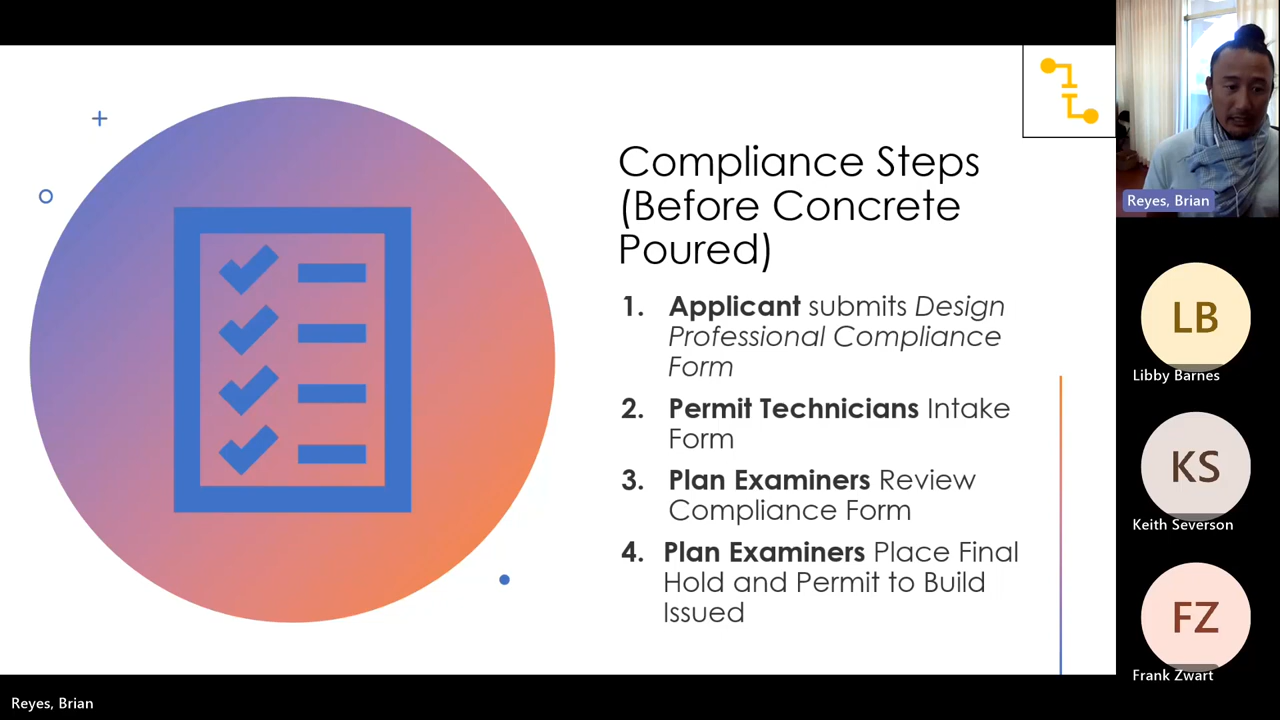 Compliance Steps
(Before Concrete
Poured)
1. Applicant submits Design
Professional Compliance
Form
2. Permit Technicians Intake
Form
3. Plan Examiners Review
Compliance Form
4. Plan Examiners Place Final
Hold and Permit to Build
Issued
Reyes, Brian
LB
Libby Barnes
KS
Keith Severson
FZ
Frank Zwart
Reyes, Brian